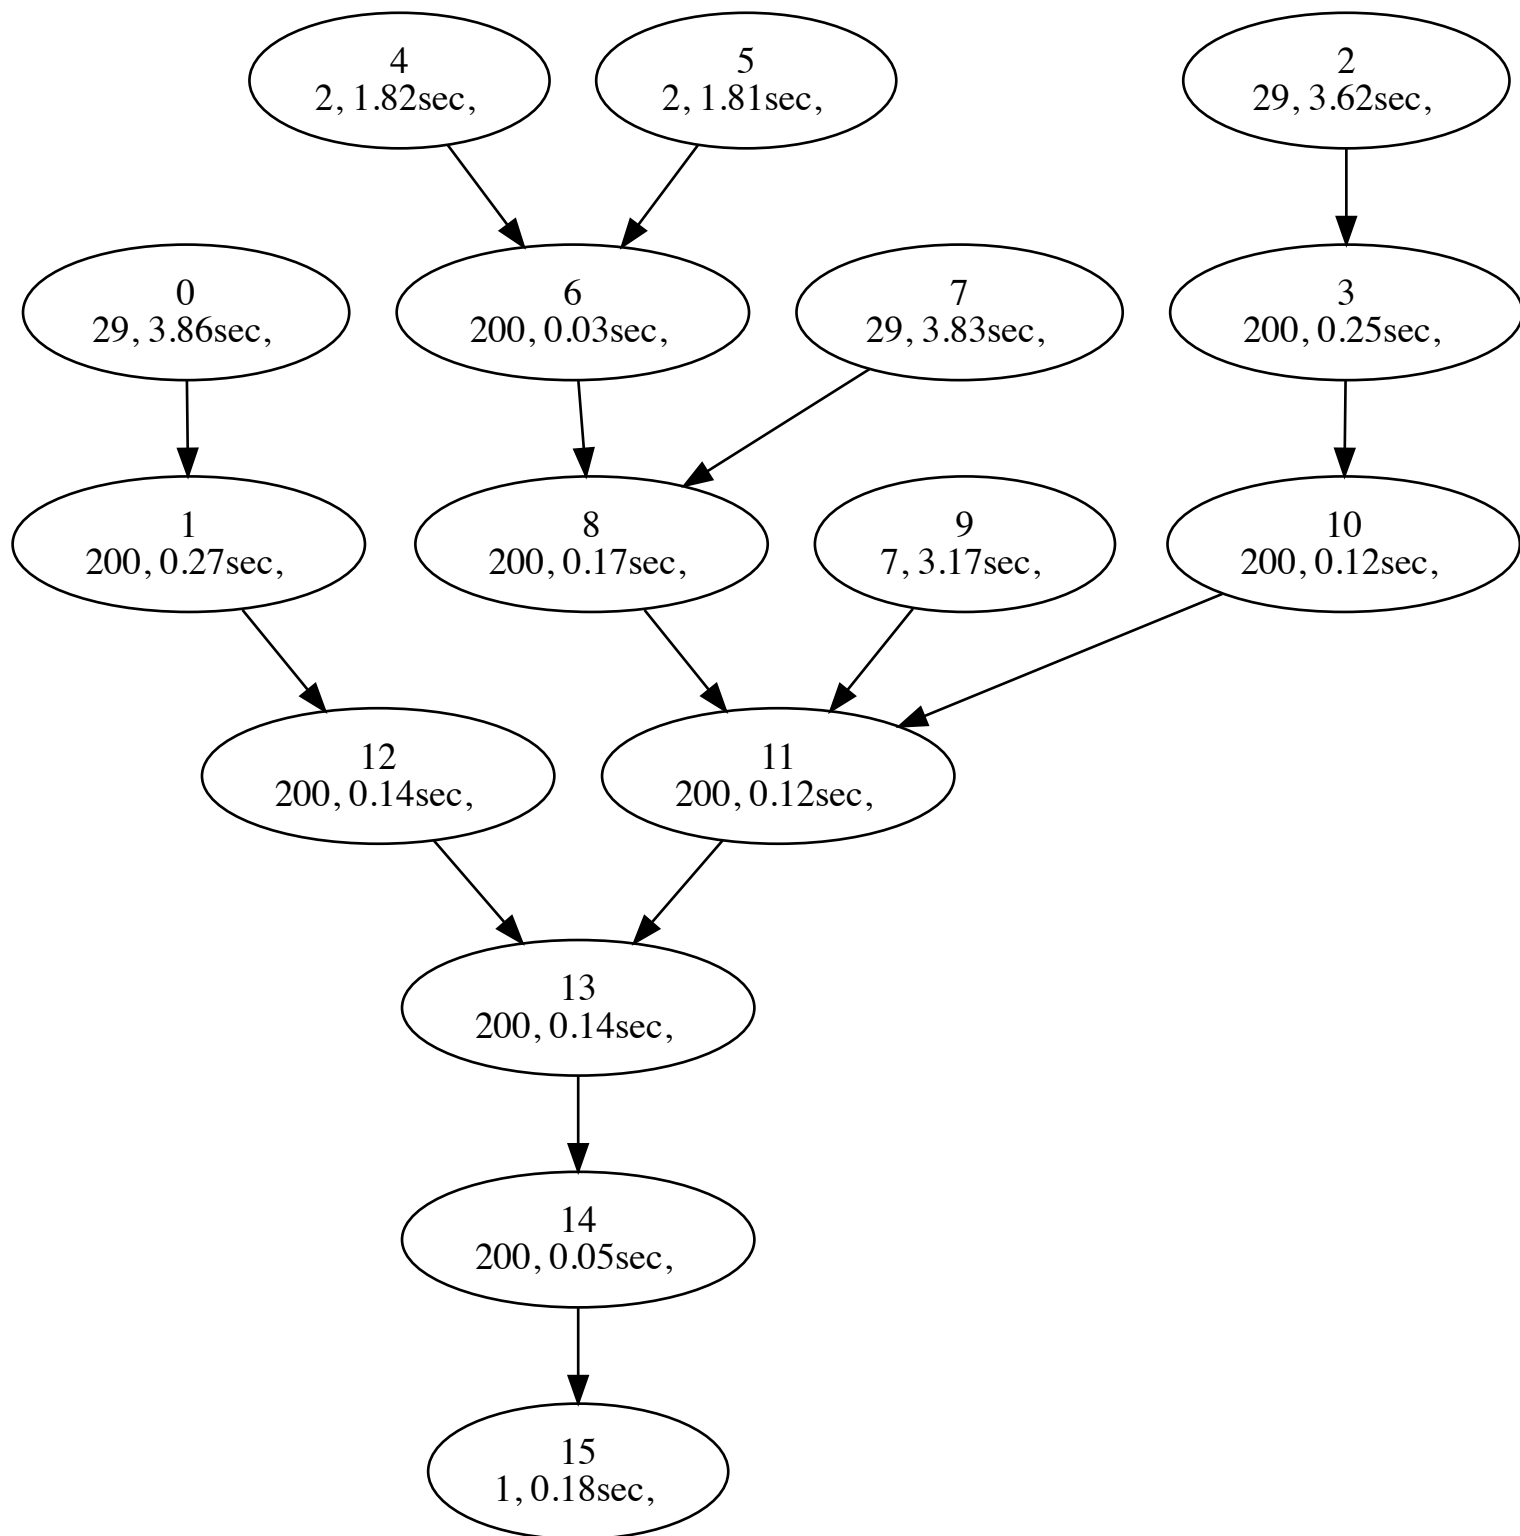 4
2, 1.82sec,
5
2, 1.81sec,
2
29, 3.62sec,
0
29, 3.86sec,
6
200, 0.03sec,
7
29, 3.83sec,
3
200, 0.25sec,
1
200, 0.27sec,
8
200, 0.17sec,
9
7, 3.17sec,
10
200, 0.12sec,
12
200, 0.14sec,
11
200, 0.12sec,
13
200, 0.14sec,
14
200, 0.05sec,
15
1, 0.18sec,